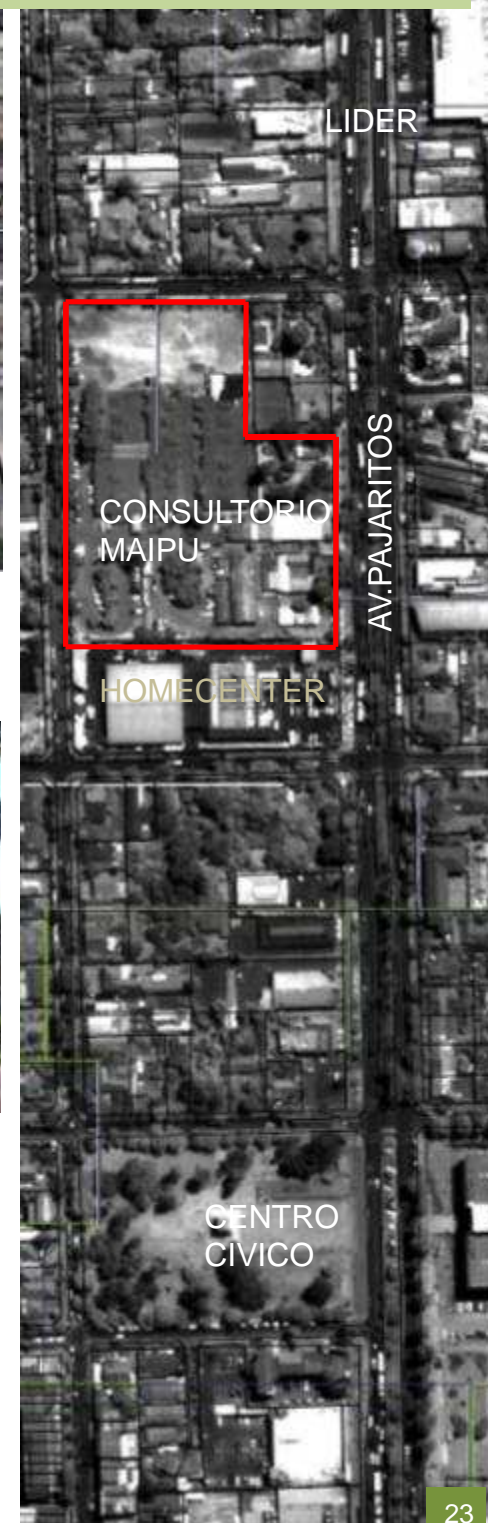 LIDER
CONSULTORIO
MAIPU
AV.PAJARITOS
HOMECENTER
CENTRO
CIVICO
23